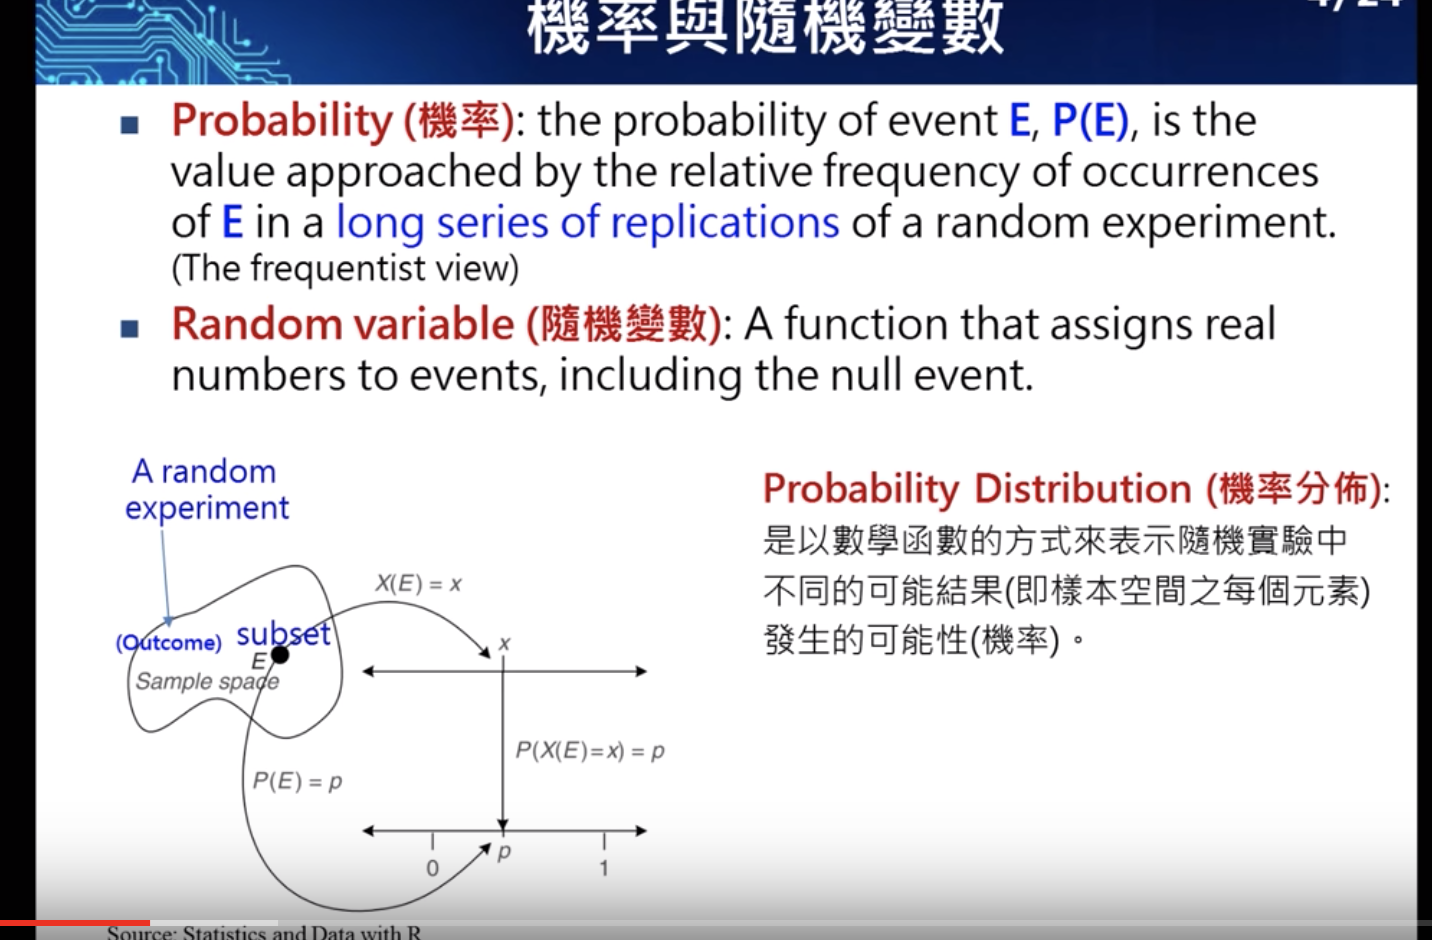 機率與隨機變數
4/24
■ Probability (機率): the probability of event E, P(E), is the
value approached by the relative frequency of occurrences
of E in a long series of replications of a random experiment.
(The frequentist view)
■ Random variable (隨機變數): A function that assigns real
numbers to events, including the null event.
A random
experiment
(Outcome) subset
E
Sample space
X(E) = x
x
P(X(E)=x) = p
P(E) = p
0
p
1
Probability Distribution (機率分佈):
是以數學函數的方式來表示隨機實驗中
不同的可能結果(即樣本空間之每個元素)
發生的可能性(機率)。
Source: Statistics and Data with R